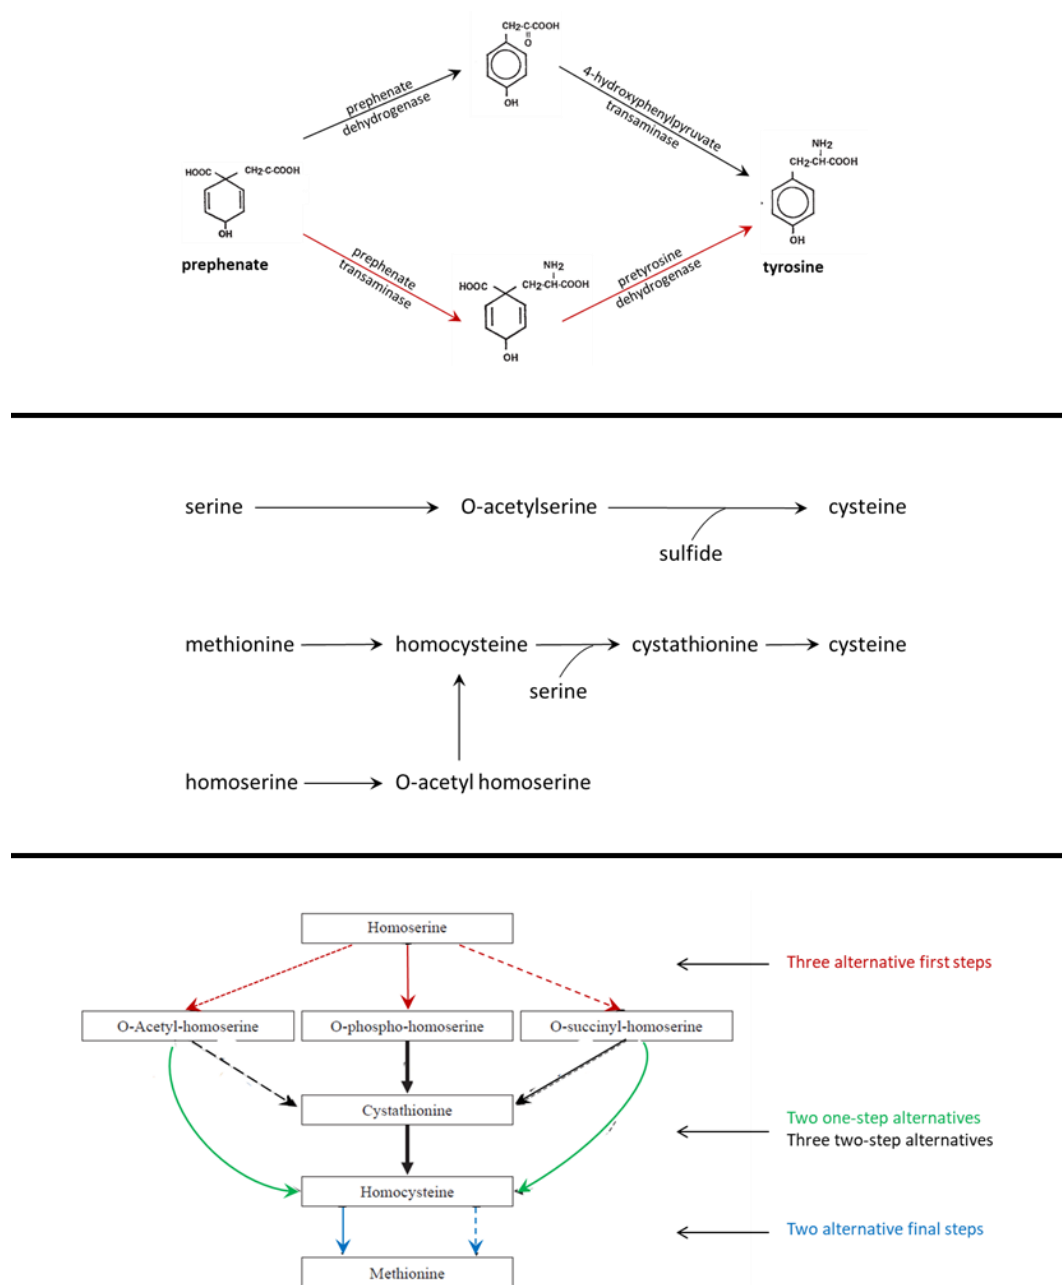 CH2-C-COOH
O
OH
prephenate
dehydrogenase
4-hydroxyphenylpyruvate
transaminase
NH2
CH2-CH-COOH
OH
tyrosine
HOOC
CH2-C-COOH
OH
prephenate
prephenate
transaminase
NH2
HOOC
CH2-CH-COOH
OH
pretyrosine
dehydrogenase
serine
O-acetylserine
cysteine
sulfide
methionine
homocysteine
cystathionine
cysteine
serine
homoserine
O-acetyl homoserine
Homoserine
Three alternative first steps
O-Acetyl-homoserine
O-phospho-homoserine
O-succinyl-homoserine
Cystathionine
Two one-step alternatives
Three two-step alternatives
Homocysteine
Two alternative final steps
Methionine